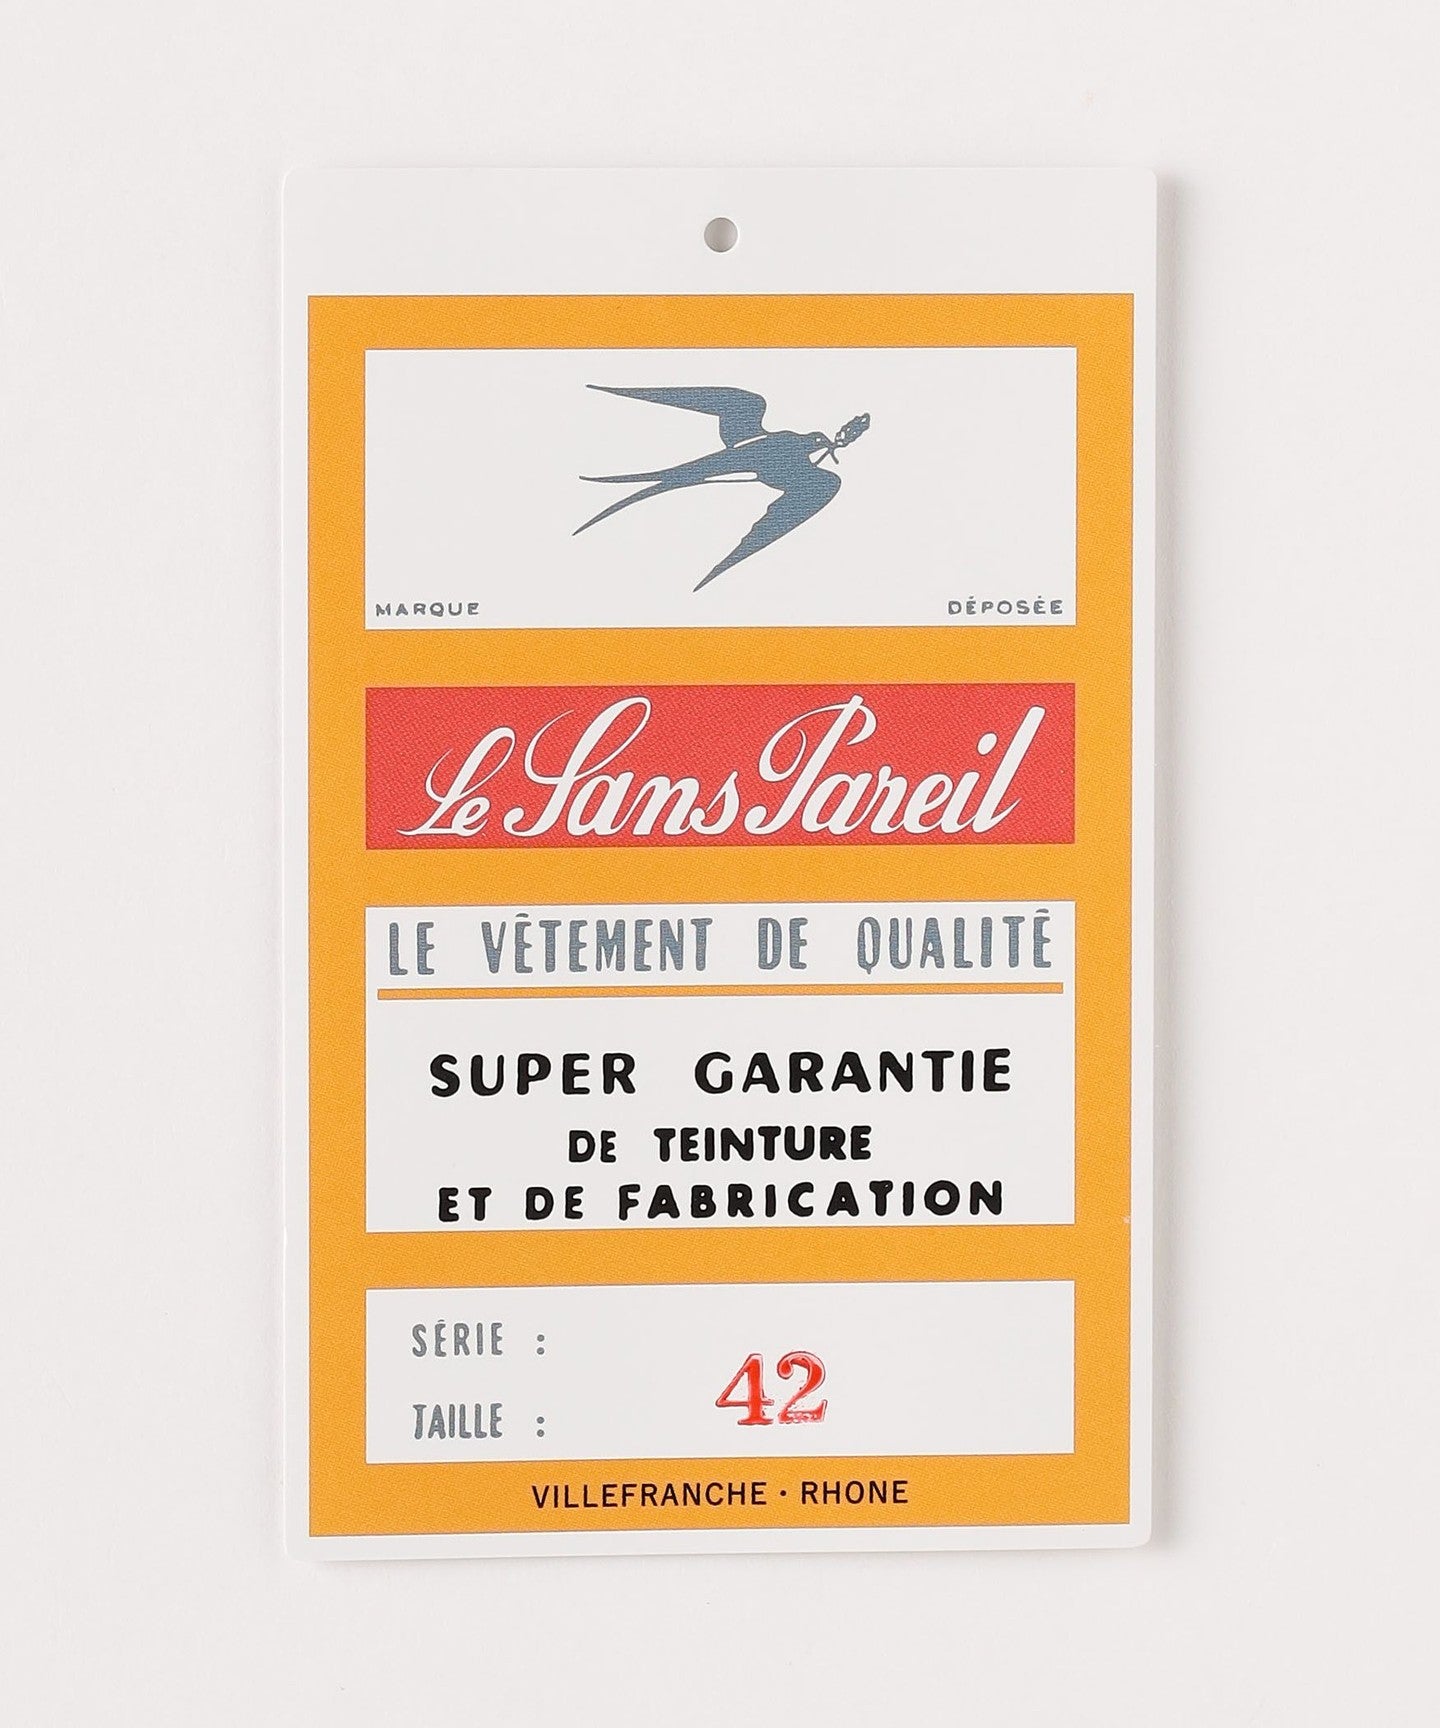 MARQUE DÉPOSÉE
Le Sans Pareil
LE VÊTEMENT DE QUALITÉ
SUPER GARANTIE
DE TEINTURE
ET DE FABRICATION
SÉRIE :
42
TAILLE :
VILLEFRANCHE · RHONE